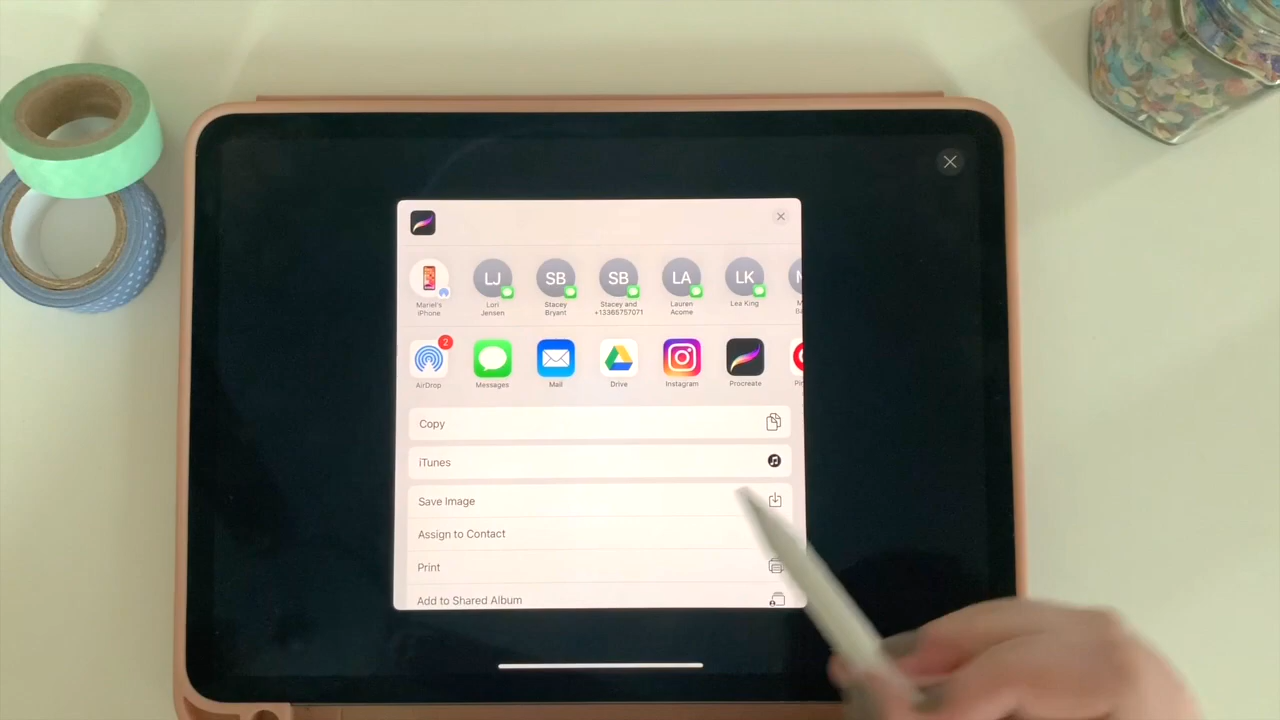 LJ
SB
SB
LA
LK
Mariel's
iPhone
Lori
Jensen
Stacey
Bryant
Stacey and
+13365757071
Lauren
Acome
Lea King
2
AirDrop
Messages
Mail
Drive
Instagram
Procreate
Copy
iTunes
Save Image
Assign to Contact
Print
Add to Shared Album